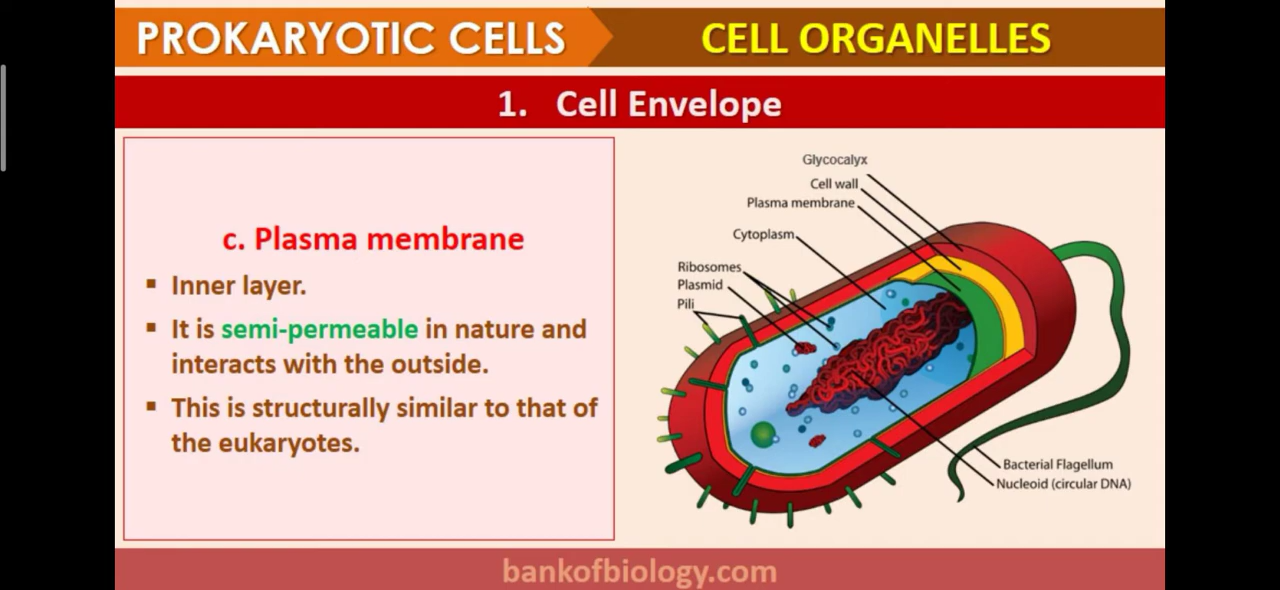 PROKARYOTIC CELLS
CELL ORGANELLES
1. Cell Envelope
c. Plasma membrane
▪ Inner layer.
▪ It is semi-permeable in nature and
interacts with the outside.
▪ This is structurally similar to that of
the eukaryotes.
Glycocalyx
Cell wall
Plasma membrane
Cytoplasm
Ribosomes
Plasmid
Pili
Bacterial Flagellum
Nucleoid (circular DNA)
bankofbiology.com